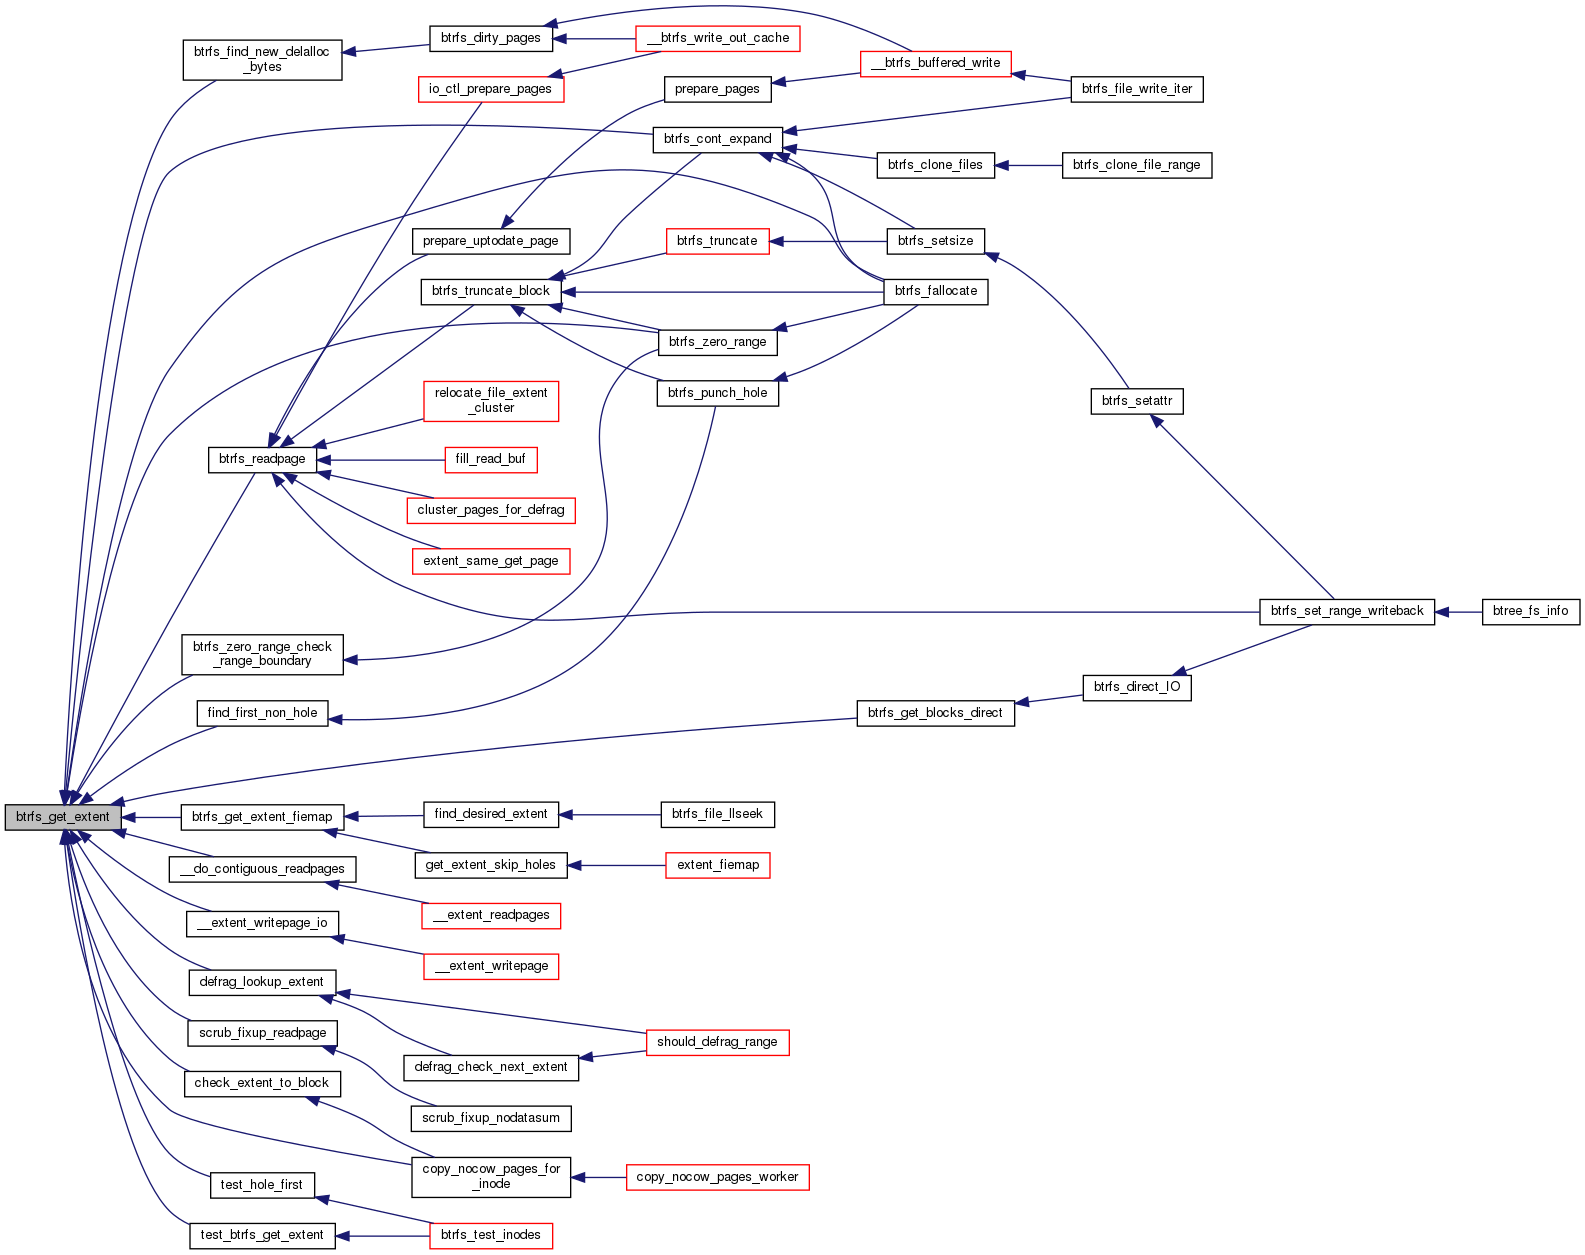 btrfs_find_new_delalloc
_bytes
btrfs_dirty_pages
__btrfs_write_out_cache
__btrfs_buffered_write
io_ctl_prepare_pages
prepare_pages
btrfs_file_write_iter
btrfs_cont_expand
btrfs_clone_files
btrfs_clone_file_range
prepare_uptodate_page
btrfs_truncate
btrfs_setsize
btrfs_truncate_block
btrfs_fallocate
btrfs_zero_range
btrfs_punch_hole
relocate_file_extent
_cluster
btrfs_setattr
btrfs_readpage
fill_read_buf
cluster_pages_for_defrag
extent_same_get_page
btrfs_set_range_writeback
btree_fs_info
btrfs_zero_range_check
_range_boundary
btrfs_direct_IO
find_first_non_hole
btrfs_get_blocks_direct
btrfs_get_extent
btrfs_get_extent_fiemap
find_desired_extent
btrfs_file_llseek
__do_contiguous_readpages
get_extent_skip_holes
extent_fiemap
__extent_readpages
__extent_writepage_io
__extent_writepage
defrag_lookup_extent
scrub_fixup_readpage
should_defrag_range
defrag_check_next_extent
check_extent_to_block
scrub_fixup_nodatasum
copy_nocow_pages_for
_inode
copy_nocow_pages_worker
test_hole_first
test_btrfs_get_extent
btrfs_test_inodes